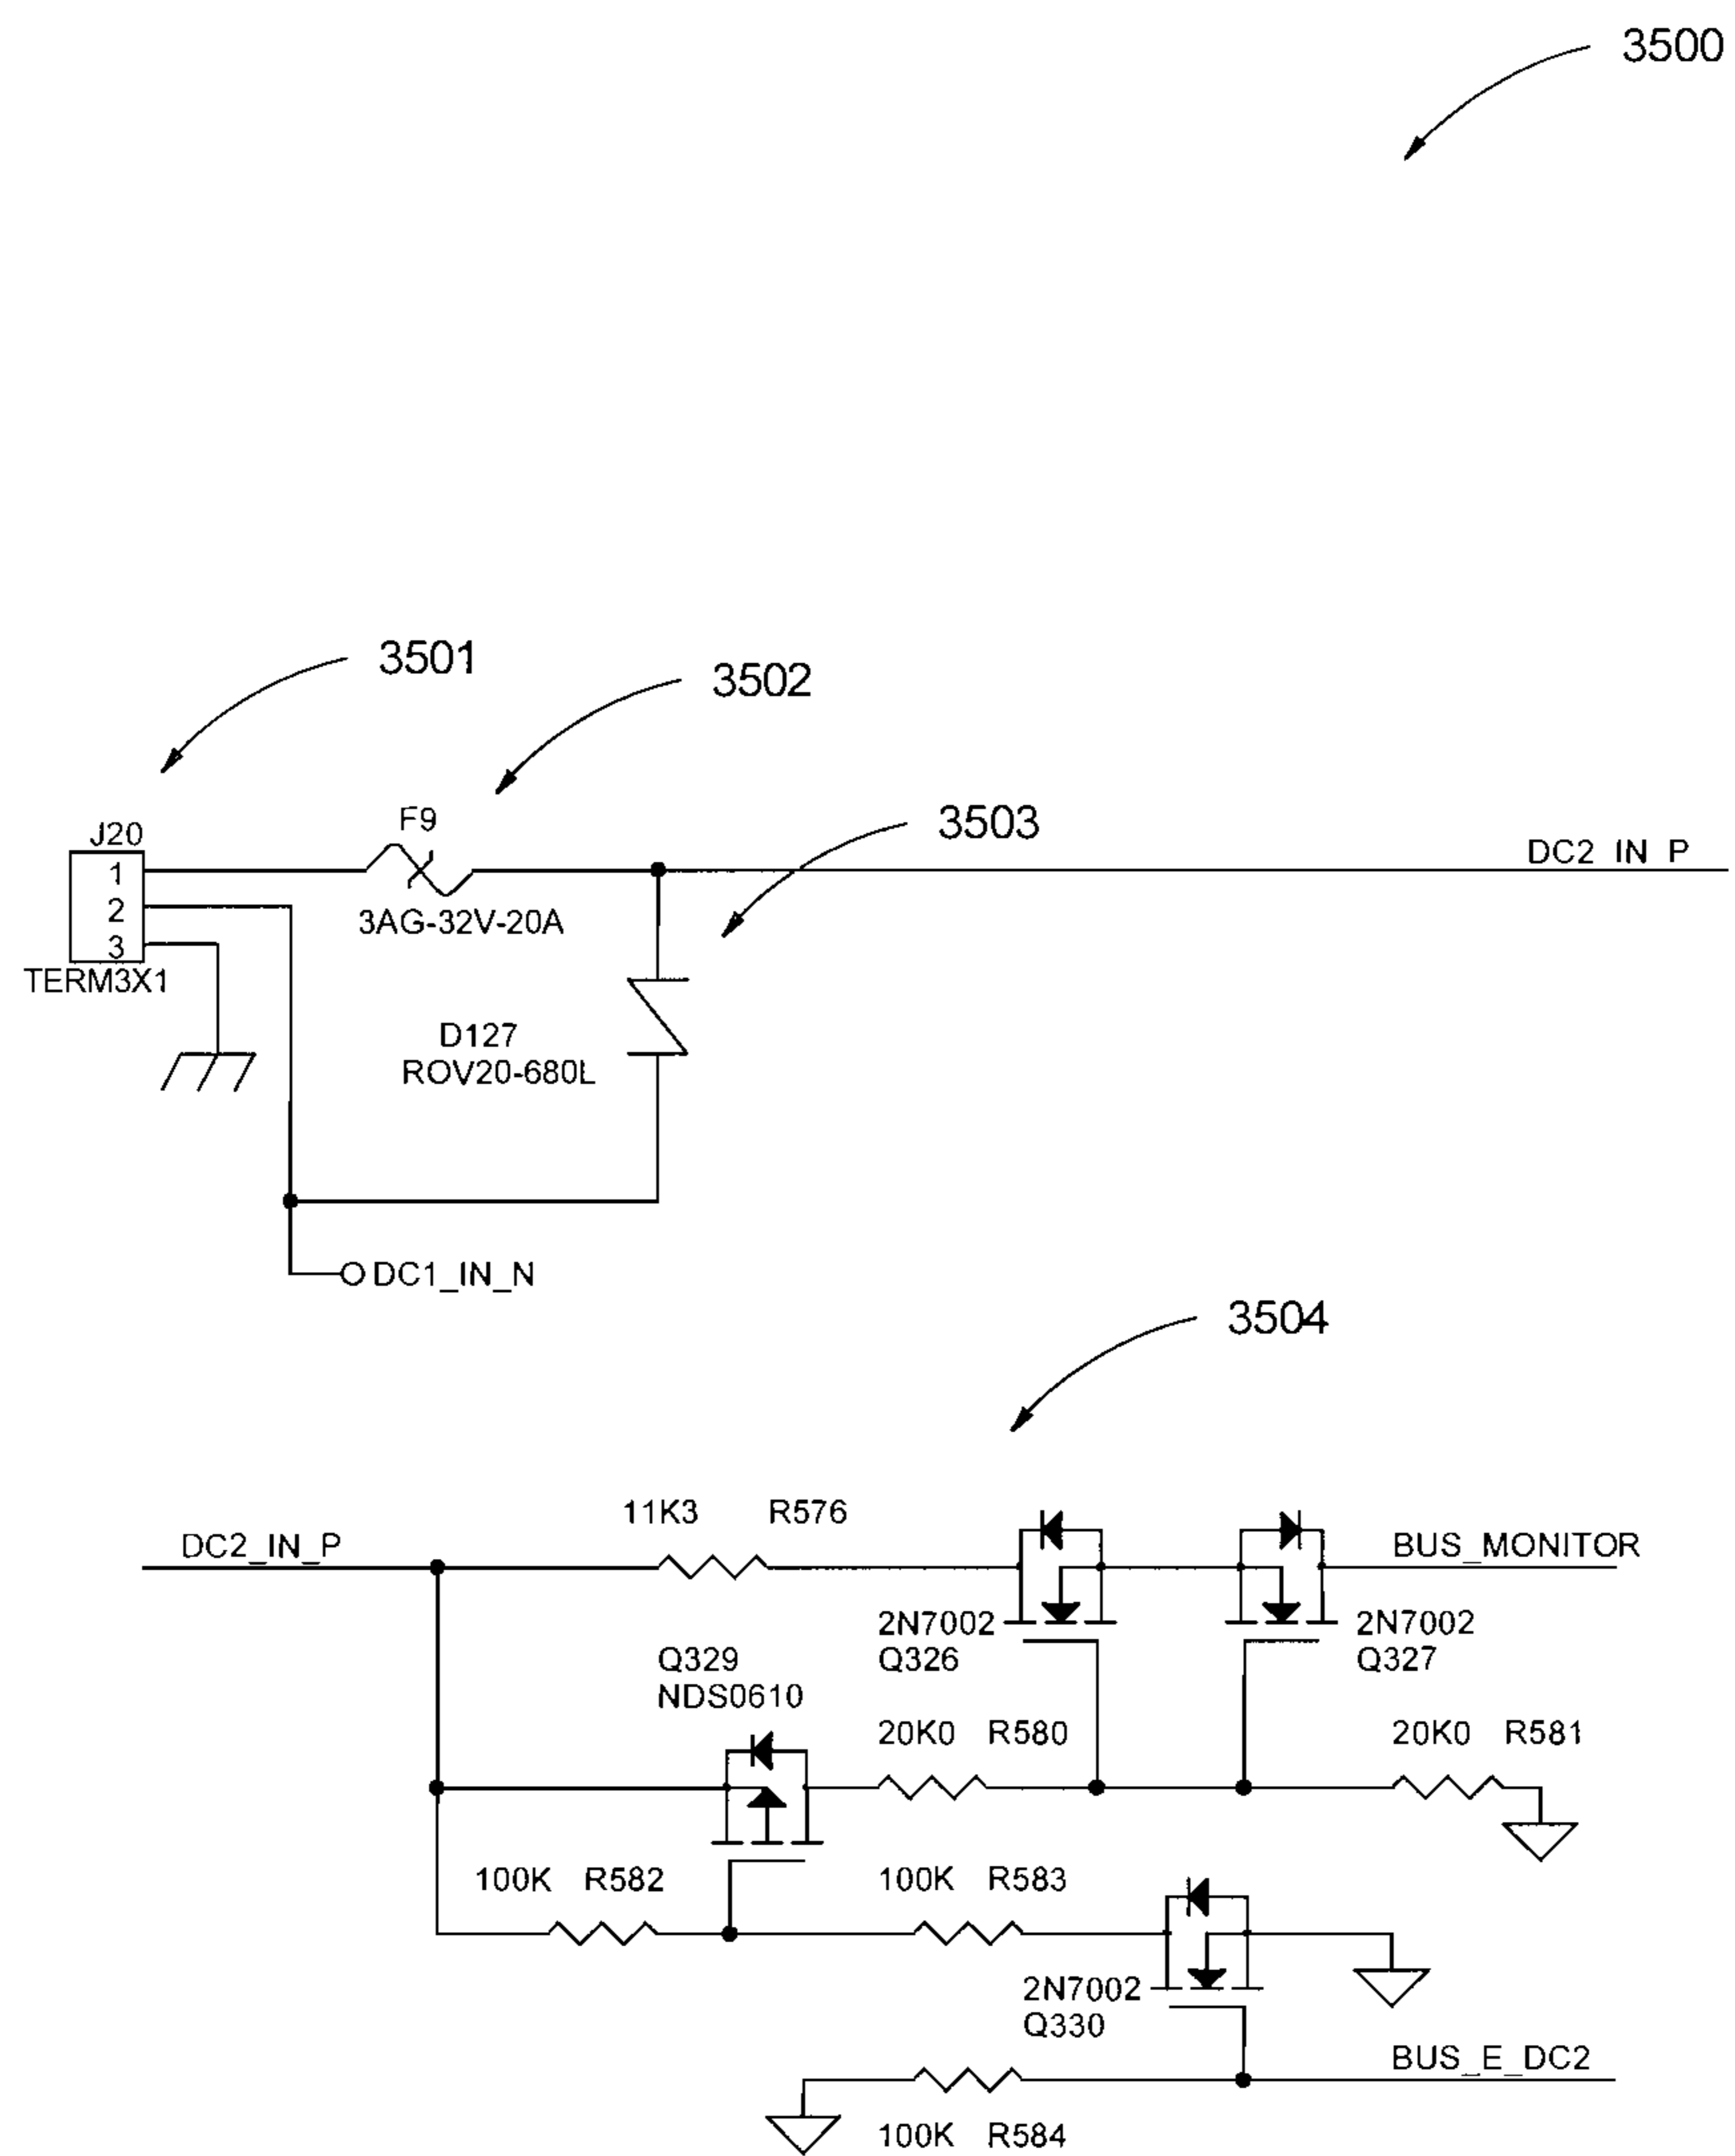 3500
3501
3502
3503
J20
F9
DC2_IN_P
1
2
3
3AG-32V-20A
TERM3X1
D127
ROV20-680L
DC1_IN_N
3504
11K3 R576
DC2_IN_P
BUS_MONITOR
2N7002
Q326
2N7002
Q327
Q329
NDS0610
20K0 R580
20K0 R581
100K R582
100K R583
2N7002
Q330
BUS_E_DC2
100K R584